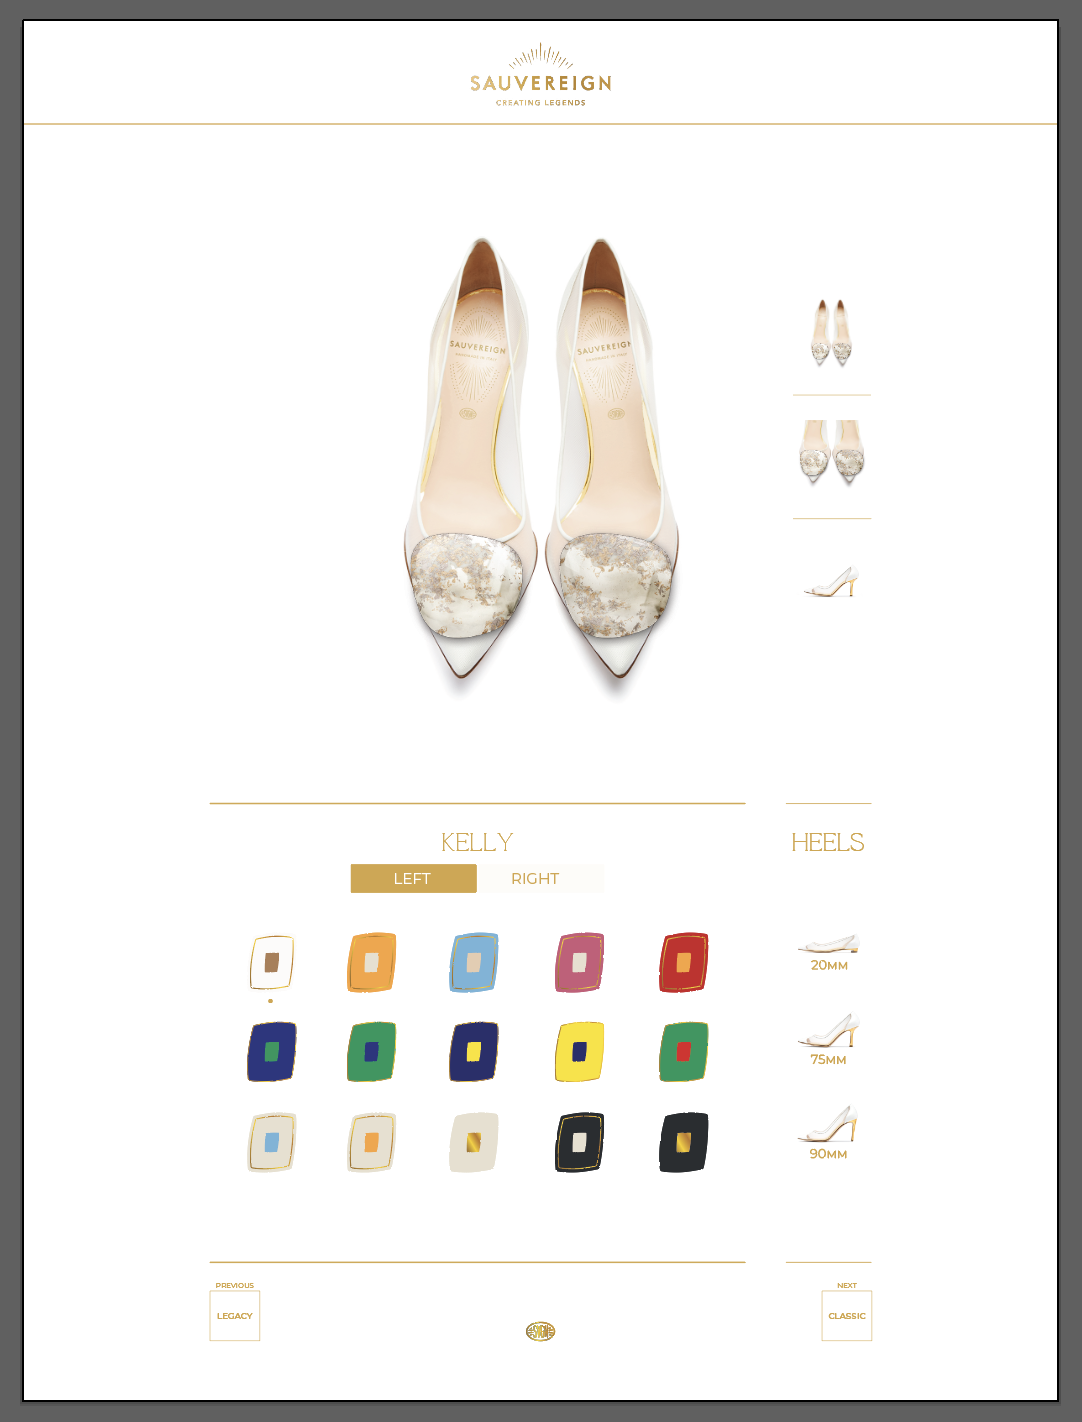 SAUVEREIGN
CREATING LEGENDS
SAUVEREIGN
SAUVEREIGN
KELLY
HEELS
LEFT
RIGHT
20MM
75MM
90MM
PREVIOUS
LEGACY
NEXT
CLASSIC